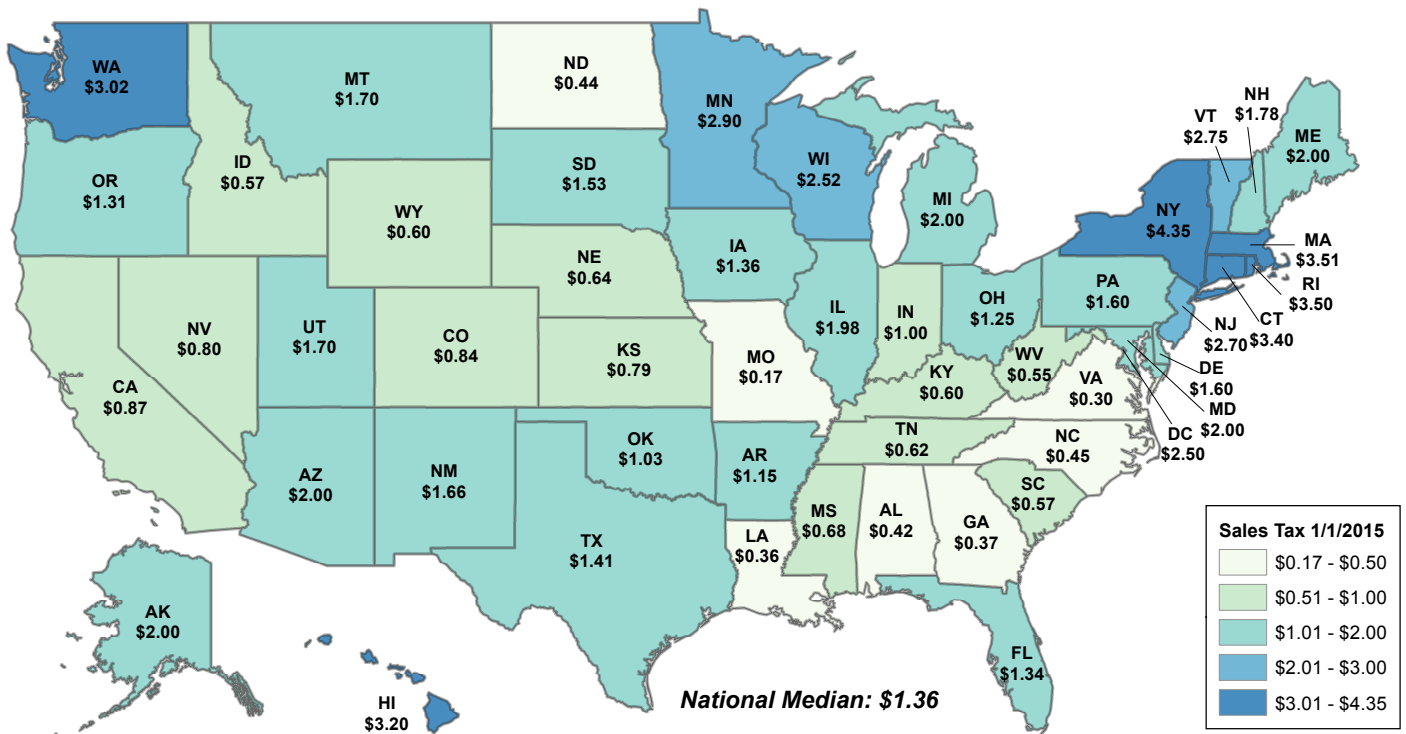 WA
$3.02
MT
$1.70
ND
$0.44
MN
$2.90
NH
$1.78
VT
$2.75
ME
$2.00
ID
$0.57
OR
$1.31
SD
$1.53
WI
$2.52
MI
$2.00
NY
$4.35
MA
$3.51
RI
$3.50
CT
$3.40
WY
$0.60
NE
$0.64
IA
$1.36
IL
$1.98
IN
$1.00
OH
$1.25
PA
$1.60
NJ
$2.70
DE
$1.60
MD
$2.00
DC
$2.50
CA
$0.87
NV
$0.80
UT
$1.70
CO
$0.84
KS
$0.79
MO
$0.17
KY
$0.60
WV
$0.55
VA
$0.30
TN
$0.62
NC
$0.45
AZ
$2.00
NM
$1.66
OK
$1.03
AR
$1.15
MS
$0.68
AL
$0.42
GA
$0.37
SC
$0.57
TX
$1.41
LA
$0.36
FL
$1.34
AK
$2.00
HI
$3.20
National Median: $1.36
Sales Tax 1/1/2015
$0.17 - $0.50
$0.51 - $1.00
$1.01 - $2.00
$2.01 - $3.00
$3.01 - $4.35